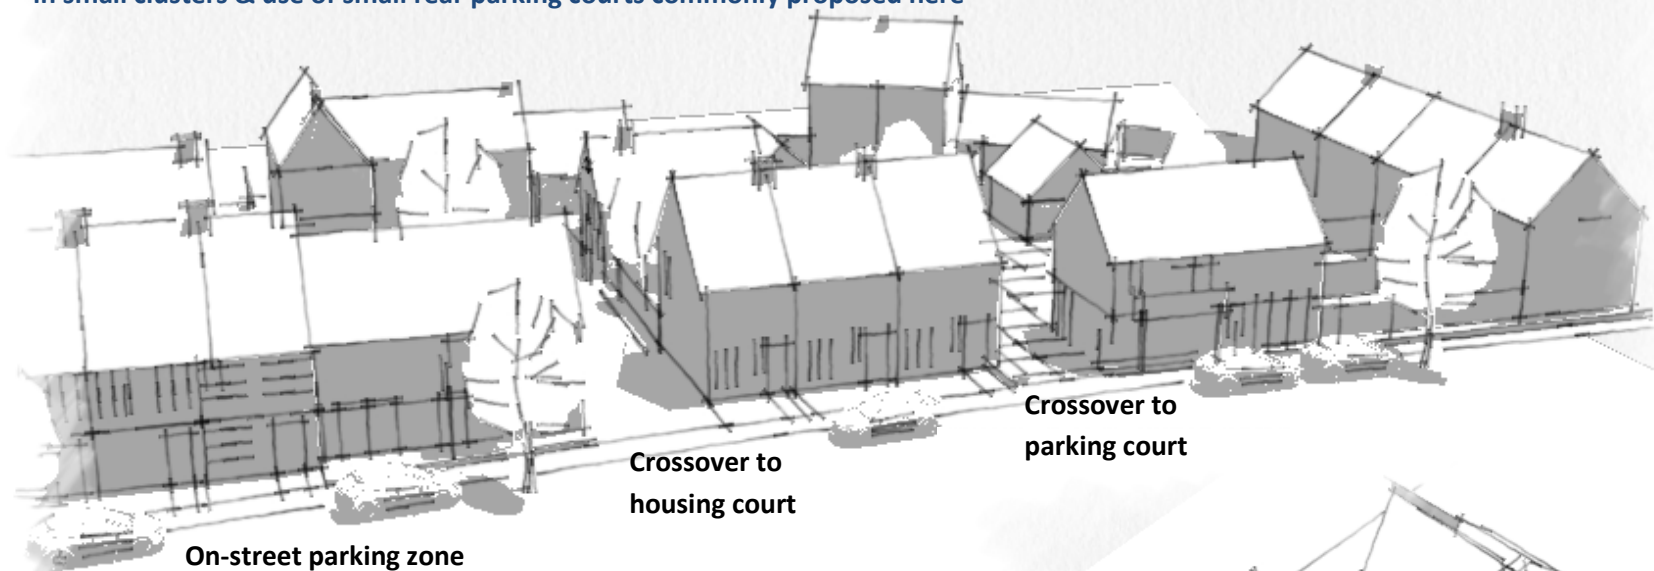 in small clusters & use of small rear parking courts commonly proposed here
Crossover to
parking court
Crossover to
housing court
On-street parking zone